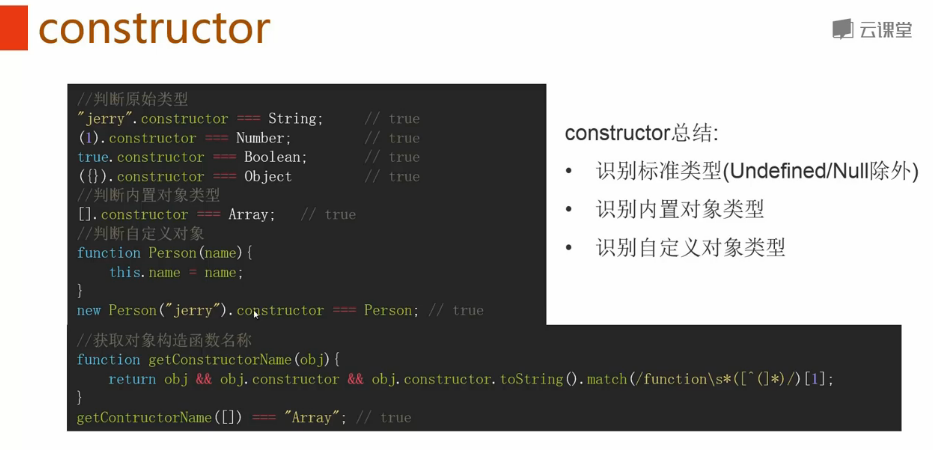 constructor
云课堂
//判断原始类型
"jerry".constructor === String;     // true
(1).constructor === Number;         // true
true.constructor === Boolean;       // true
({}).constructor === Object         // true
//判断内置对象类型
[].constructor === Array;   // true
//判断自定义对象
function Person(name){
    this.name = name;
}
new Person("jerry").constructor === Person; // true
//获取对象构造函数名称
function getConstructorName(obj){
    return obj && obj.constructor && obj.constructor.toString().match(/function\s*([^(]*)/)[1];
}
getContructorName([]) === "Array"; // true
constructor总结:
• 识别标准类型(Undefined/Null除外)
• 识别内置对象类型
• 识别自定义对象类型